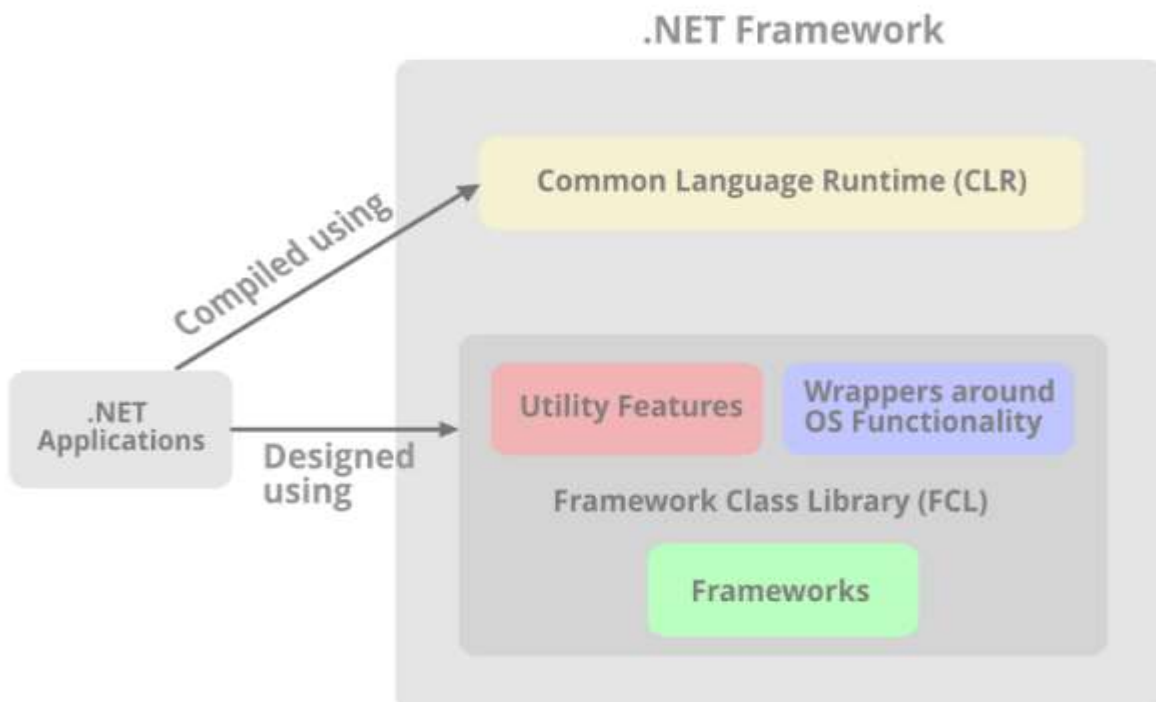 .NET Framework
Common Language Runtime (CLR)
Compiled using
.NET
Applications
Designed
using
Utility Features
Wrappers around
OS Functionality
Framework Class Library (FCL)
Frameworks